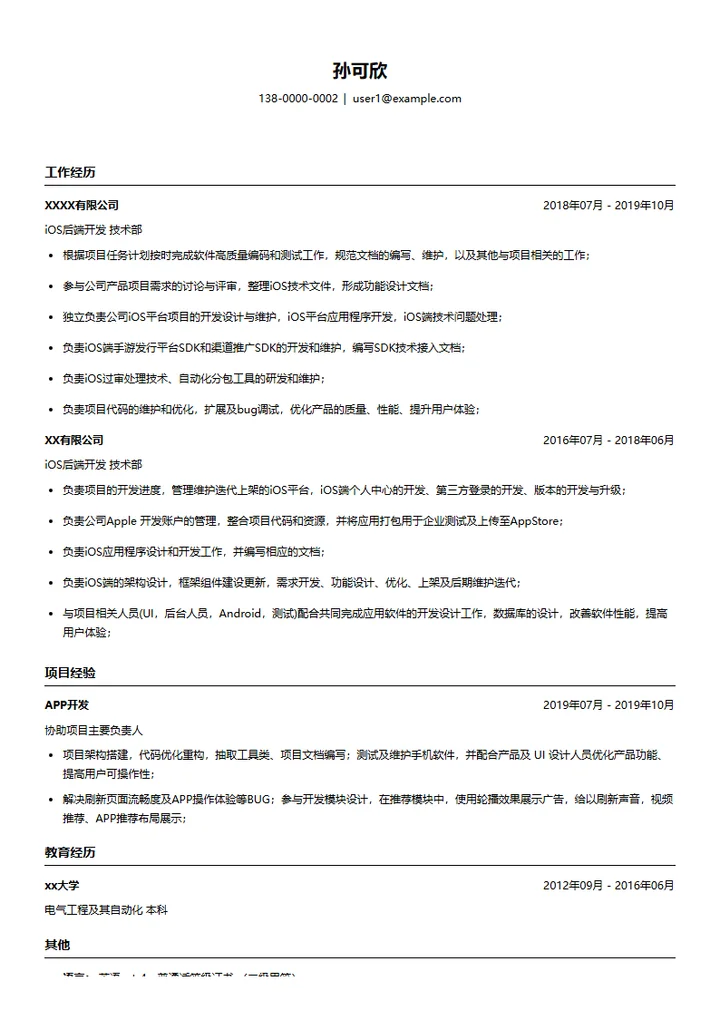 孙可欣
138-0000-0002 | user1@example.com
工作经历
XXXX有限公司 2018年07月 - 2019年10月
iOS后端开发 技术部
• 根据项目任务计划按时完成软件高质量编码和测试工作，规范文档的编写、维护，以及其他与项目相关的工作；
• 参与公司产品项目需求的讨论与评审，整理iOS技术文件，形成功能设计文档；
• 独立负责公司iOS平台项目的开发设计与维护，iOS平台应用程序开发，iOS端技术问题处理；
• 负责iOS端手游发行平台SDK和渠道推广SDK的开发和维护，编写SDK技术接入文档；
• 负责iOS过审处理技术、自动化分包工具的研发和维护；
• 负责项目代码的维护和优化，扩展及bug调试，优化产品的质量、性能、提升用户体验；
XX有限公司 2016年07月 - 2018年06月
iOS后端开发 技术部
• 负责项目的开发进度，管理维护迭代上架的iOS平台，iOS端个人中心的开发、第三方登录的开发、版本的开发与升级；
• 负责公司Apple 开发账户的管理，整合项目代码和资源，并将应用打包用于企业测试及上传至AppStore；
• 负责iOS应用程序设计和开发工作，并编写相应的文档；
• 负责iOS端的架构设计，框架组件建设更新，需求开发、功能设计、优化、上架及后期维护迭代；
• 与项目相关人员(UI，后台人员，Android，测试)配合共同完成应用软件的开发设计工作，数据库的设计，改善软件性能，提高
用户体验；
项目经验
APP开发 2019年07月 - 2019年10月
协助项目主要负责人
• 项目架构搭建，代码优化重构，抽取工具类、项目文档编写；测试及维护手机软件，并配合产品及 UI 设计人员优化产品功能、
提高用户可操作性；
• 解决刷新页面流畅度及APP操作体验等BUG；参与开发模块设计，在推荐模块中，使用轮播效果展示广告，给以刷新声音，视频
推荐、APP推荐布局展示；
教育经历
xx大学 2012年09月 - 2016年06月
电气工程及其自动化 本科
其他